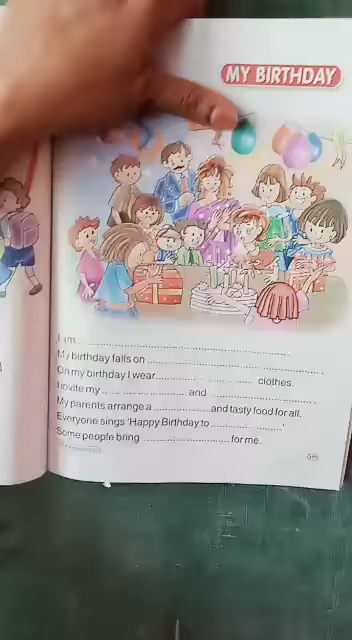 MY BIRTHDAY
I am
My birthday falls on
On my birthday I wear clothes.
I invite my and
My parents arrange a and tasty food for all.
Everyone sings 'Happy Birthday to '
Some people bring for me.